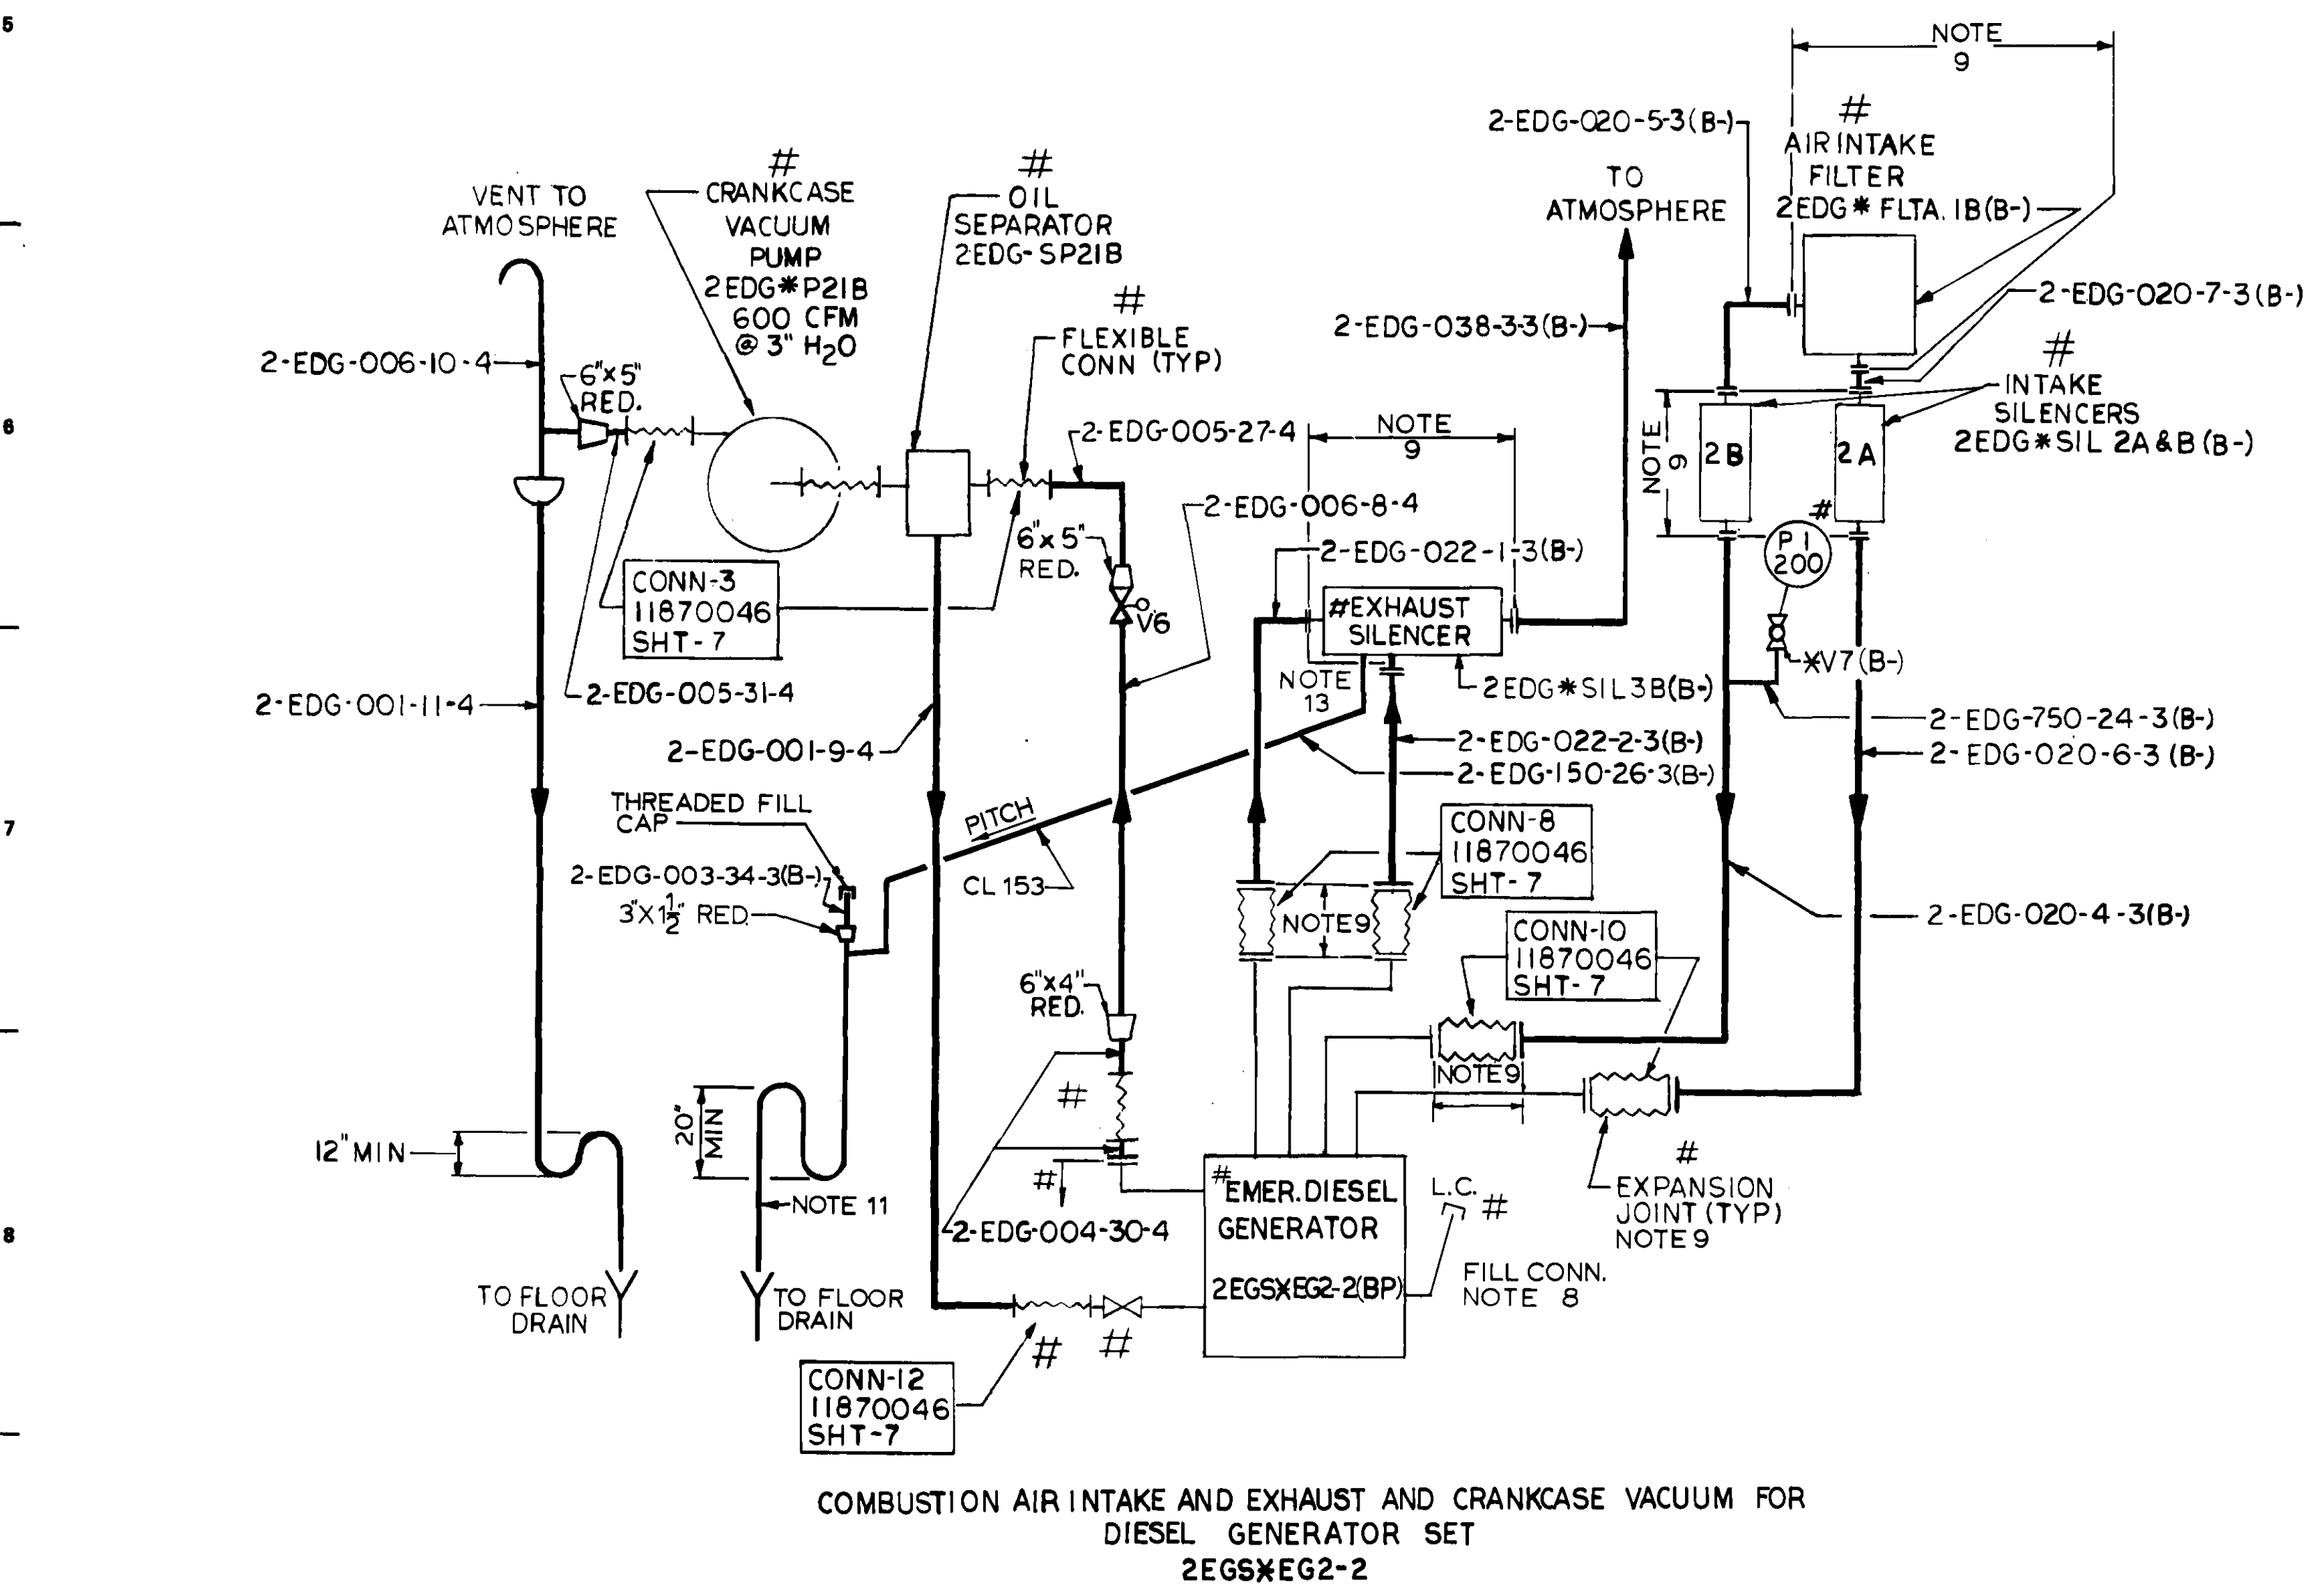 5
6
7
8
NOTE
9
2-EDG-020-5-3(B-)
#
AIR INTAKE
FILTER
2EDG*FLTA.1B(B-)
TO
ATMOSPHERE
VENT TO
ATMOSPHERE
#
CRANKCASE
VACUUM
PUMP
2EDG*P21B
600 CFM
@ 3" H2O
#
OIL
SEPARATOR
2EDG-SP21B
#
FLEXIBLE
CONN (TYP)
2-EDG-038-3-3(B-)
2-EDG-020-7-3(B-)
#
INTAKE
SILENCERS
2EDG*SIL 2A&B(B-)
2-EDG-006-10-4
6"X5"
RED.
2-EDG-005-27-4
NOTE
9
NOTE
9
2B
2A
#
PI
200
2-EDG-006-8-4
6"X5"
RED.
2-EDG-022-1-3(B-)
CONN-3
11870046
SHT-7
V6
#EXHAUST
SILENCER
*V7(B-)
2-EDG-005-31-4
NOTE
13
2EDG*SIL3B(B-)
2-EDG-001-11-4
2-EDG-750-24-3(B-)
2-EDG-001-9-4
2-EDG-022-2-3(B-)
2-EDG-020-6-3(B-)
2-EDG-150-26-3(B-)
THREADED FILL
CAP
PITCH
CONN-8
11870046
SHT-7
2-EDG-003-34-3(B-)
CL 153
3"X1½" RED.
NOTE9
2-EDG-020-4-3(B-)
CONN-10
11870046
SHT-7
6"X4"
RED.
#
NOTE9
20"
MIN
12"MIN
#
NOTE 11
2-EDG-004-30-4
#
EMER. DIESEL
GENERATOR
2EGS*EG2-2(BP)
L.C.
#
#
EXPANSION
JOINT (TYP)
NOTE9
FILL CONN.
NOTE 8
TO FLOOR
DRAIN
TO FLOOR
DRAIN
#
#
CONN-12
11870046
SHT-7
COMBUSTION AIR INTAKE AND EXHAUST AND CRANKCASE VACUUM FOR
DIESEL GENERATOR SET
2EGS*EG2-2